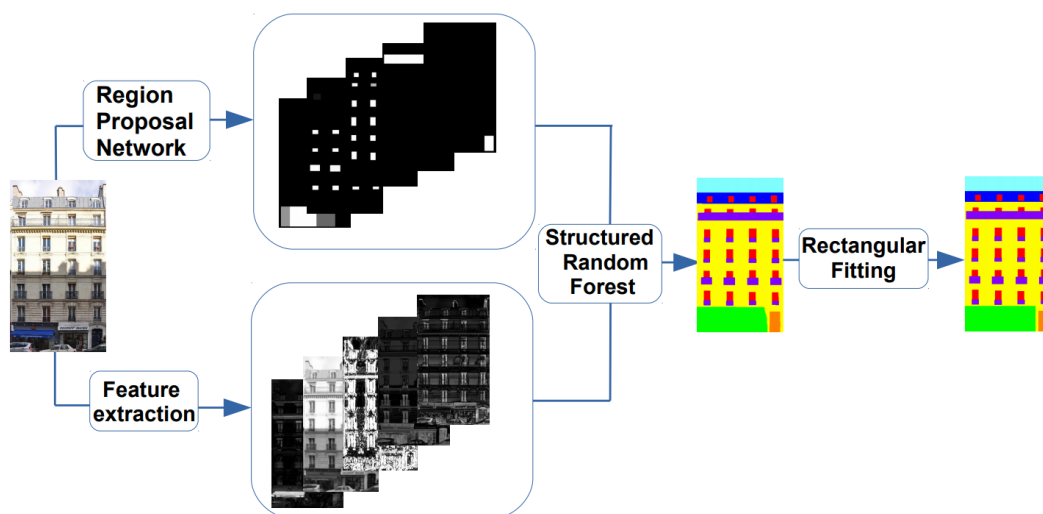 Region
Proposal
Network
Feature
extraction
Structured
Random
Forest
Rectangular
Fitting